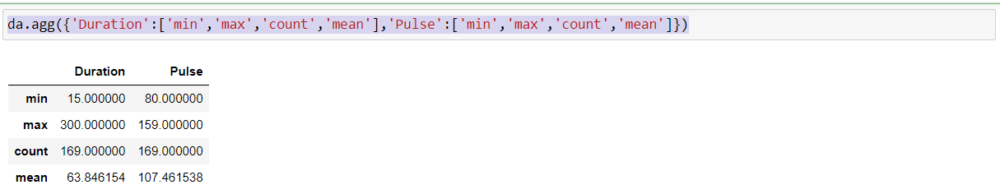 da.agg({'Duration':['min','max','count','mean'],'Pulse':['min','max','count','mean']})
Duration Pulse
min 15.000000 80.000000
max 300.000000 159.000000
count 169.000000 169.000000
mean 63.846154 107.461538